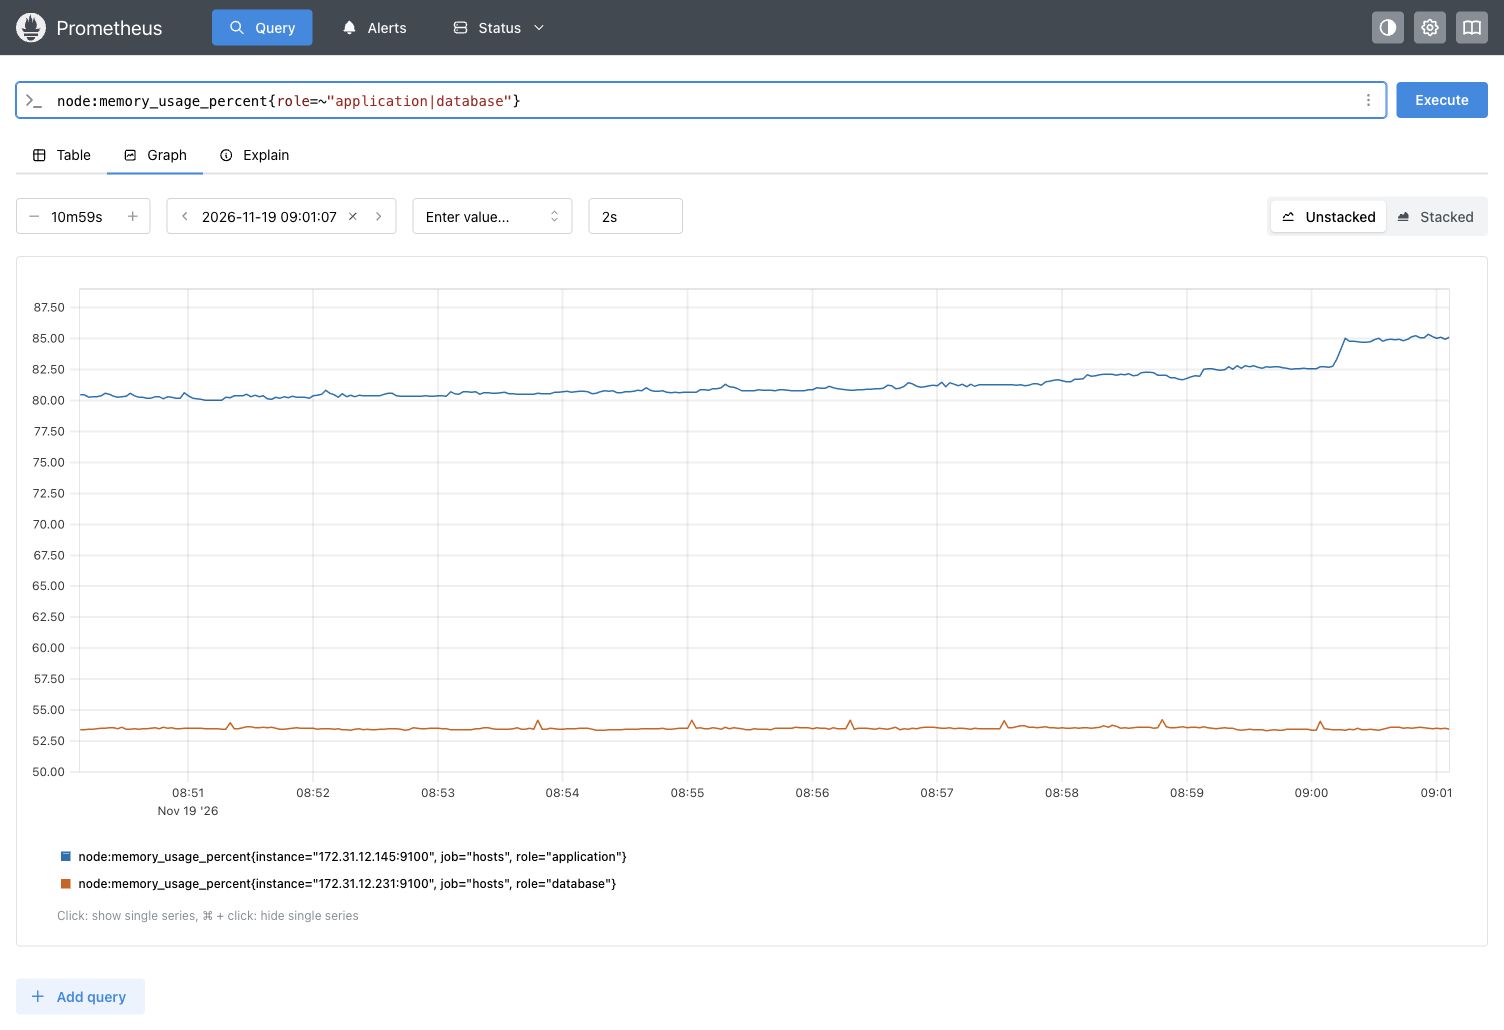 Prometheus Query Alerts Status
>_ node:memory_usage_percent{role=~"application|database"} Execute
Table Graph Explain
10m59s 2026-11-19 09:01:07 Enter value... 2s Unstacked Stacked
87.50
85.00
82.50
80.00
77.50
75.00
72.50
70.00
67.50
65.00
62.50
60.00
57.50
55.00
52.50
50.00
08:51 08:52 08:53 08:54 08:55 08:56 08:57 08:58 08:59 09:00 09:01
Nov 19 '26
node:memory_usage_percent{instance="172.31.12.145:9100", job="hosts", role="application"}
node:memory_usage_percent{instance="172.31.12.231:9100", job="hosts", role="database"}
Click: show single series, ⌘ + click: hide single series
Add query